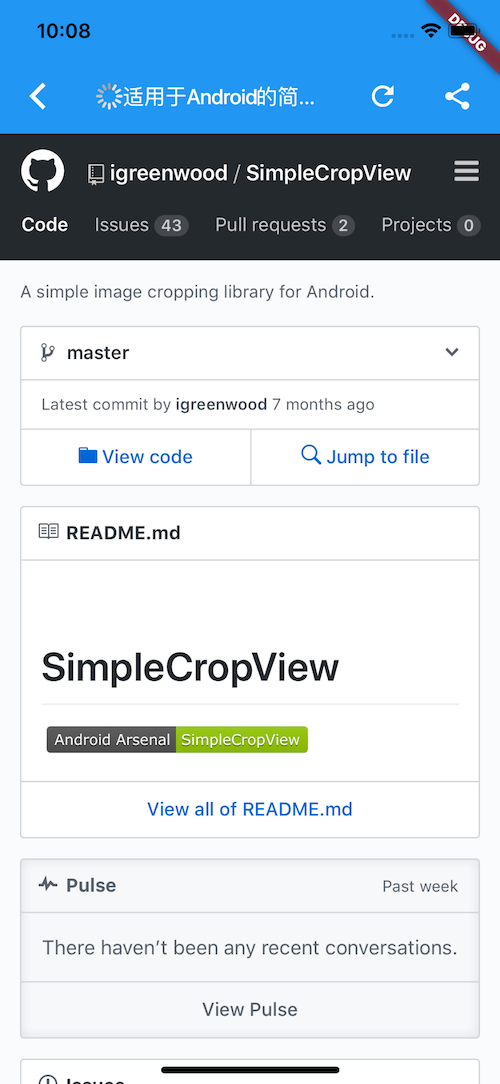 10:08
DEBUG
适用于Android的简...
igreenwood / SimpleCropView
Code Issues 43 Pull requests 2 Projects 0
A simple image cropping library for Android.
master
Latest commit by igreenwood 7 months ago
View code Jump to file
README.md
SimpleCropView
Android Arsenal SimpleCropView
View all of README.md
Pulse Past week
There haven’t been any recent conversations.
View Pulse
Issues